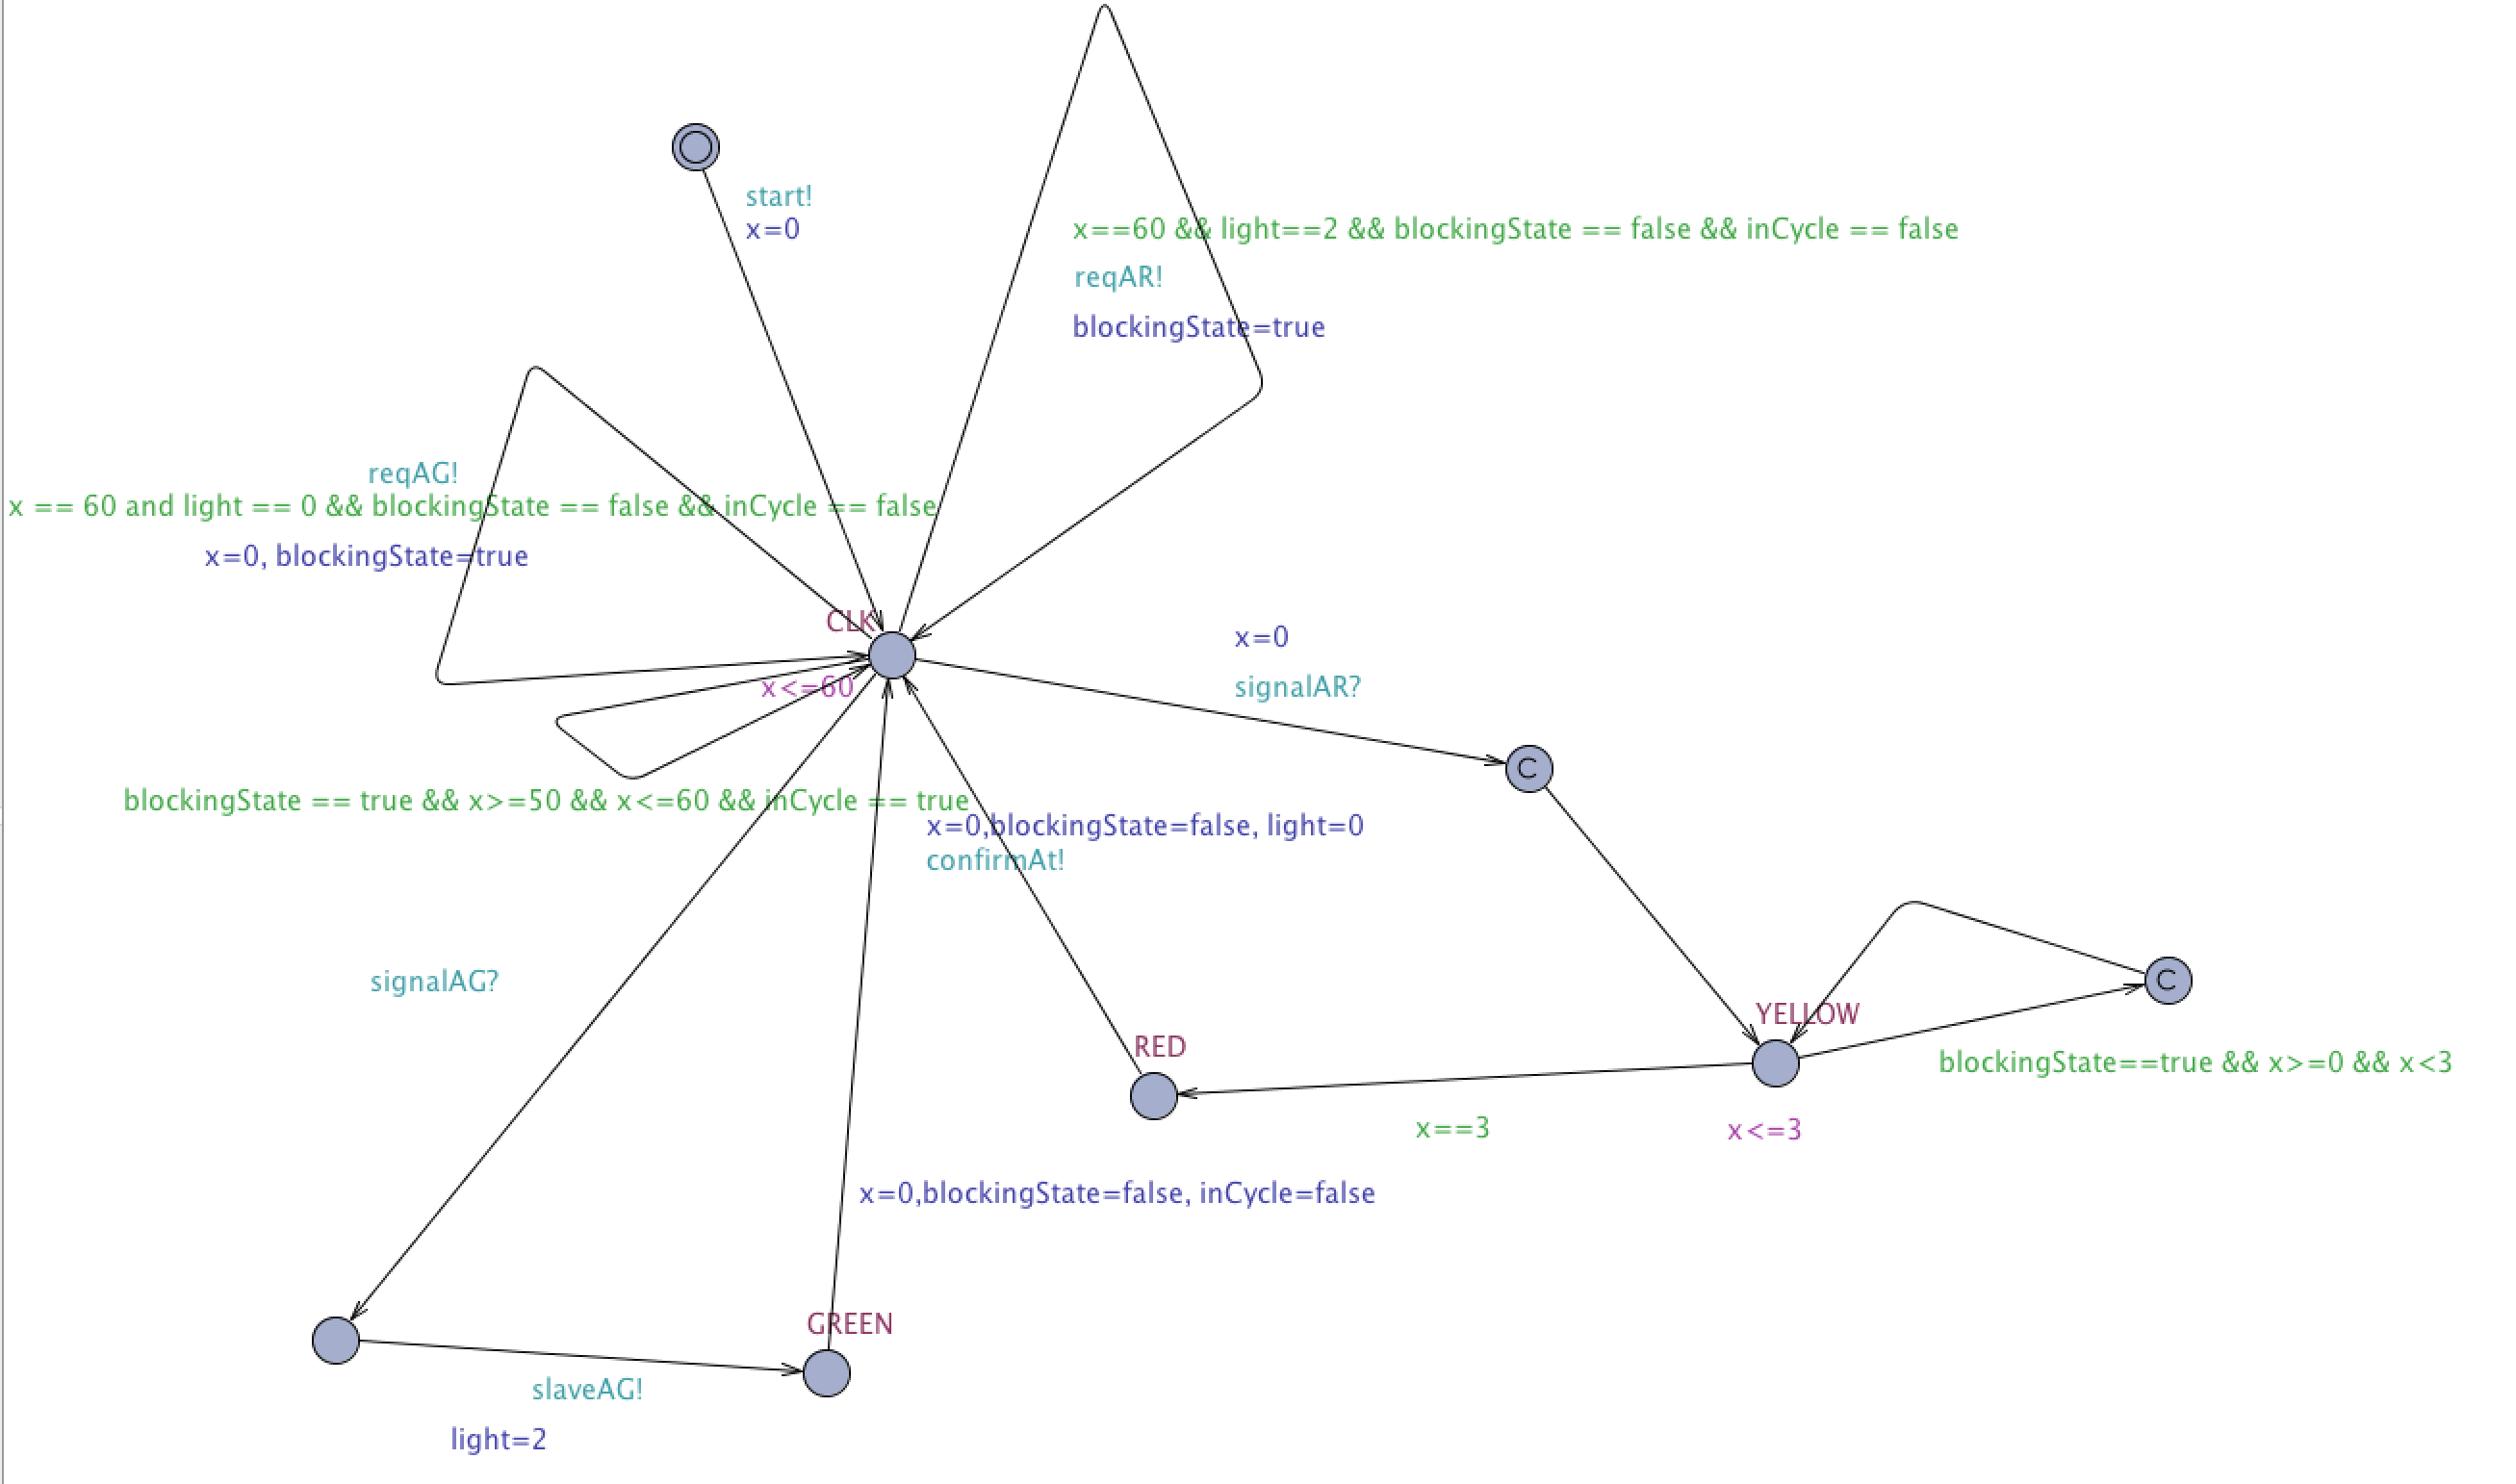 start!
x=0
x==60 && light==2 && blockingState == false && inCycle == false
reqAR!
blockingState=true
reqAG!
x == 60 and light == 0 && blockingState == false && inCycle == false
x=0, blockingState=true
CLK
x<=60
x=0
signalAR?
C
blockingState == true && x>=50 && x<=60 && inCycle == true
x=0,blockingState=false, light=0
confirmAt!
signalAG?
C
YELLOW
RED
blockingState==true && x>=0 && x<3
x==3
x<=3
x=0,blockingState=false, inCycle=false
GREEN
slaveAG!
light=2